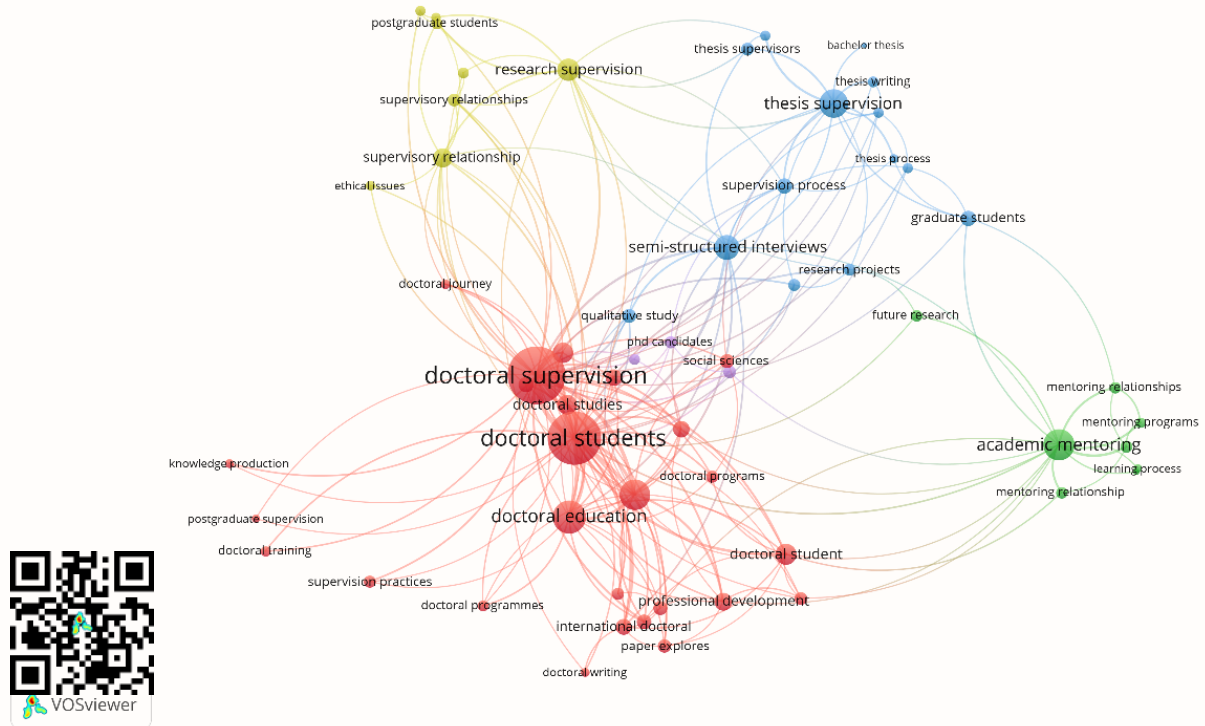 postgraduate students
thesis supervisors
bachelor thesis
research supervision
thesis writing
supervisory relationships
thesis supervision
supervisory relationship
thesis process
ethical issues
supervision process
graduate students
semi-structured interviews
research projects
doctoral journey
qualitative study
future research
phd candidates
social sciences
doctoral supervision
mentoring relationships
doctoral studies
mentoring programs
doctoral students
academic mentoring
knowledge production
learning process
doctoral programs
mentoring relationship
doctoral education
postgraduate supervision
doctoral training
doctoral student
supervision practices
professional development
doctoral programmes
international doctoral
paper explores
doctoral writing
VOSviewer